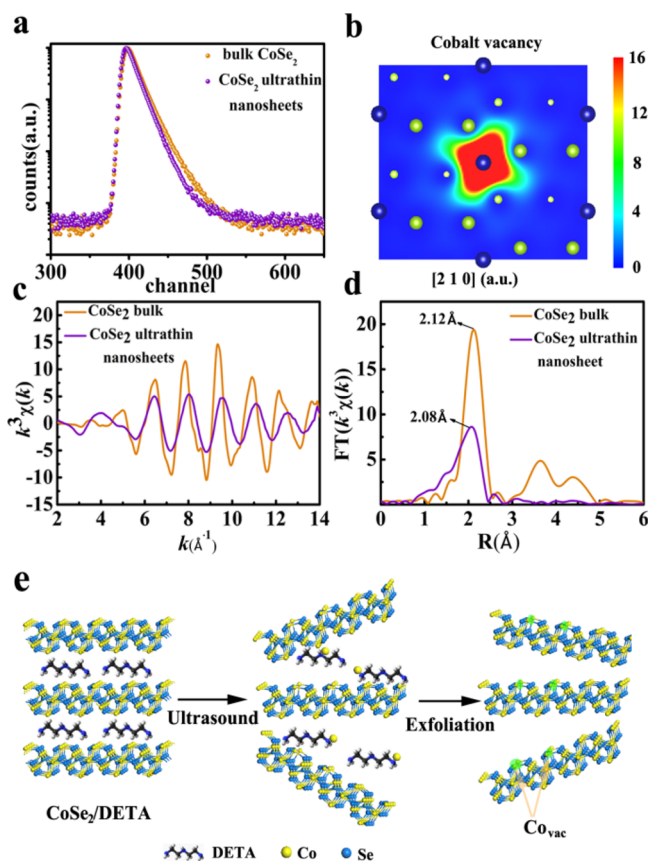 a
counts(a.u.)
bulk CoSe2
CoSe2 ultrathin
nanosheets
300 400 500 600
channel
b
Cobalt vacancy
16
12
8
4
0
[2 1 0] (a.u.)
c
k3χ(k)
20
15
10
5
0
-5
-10
-15
CoSe2 bulk
CoSe2 ultrathin
nanosheets
2 4 6 8 10 12 14
k(Å-1)
d
FT(k3χ(k))
20
15
10
5
2.12Å
2.08Å
CoSe2 bulk
CoSe2 ultrathin
nanosheet
0 1 2 3 4 5 6
R(Å)
e
Ultrasound
Exfoliation
CoSe2/DETA
Covac
DETA Co Se